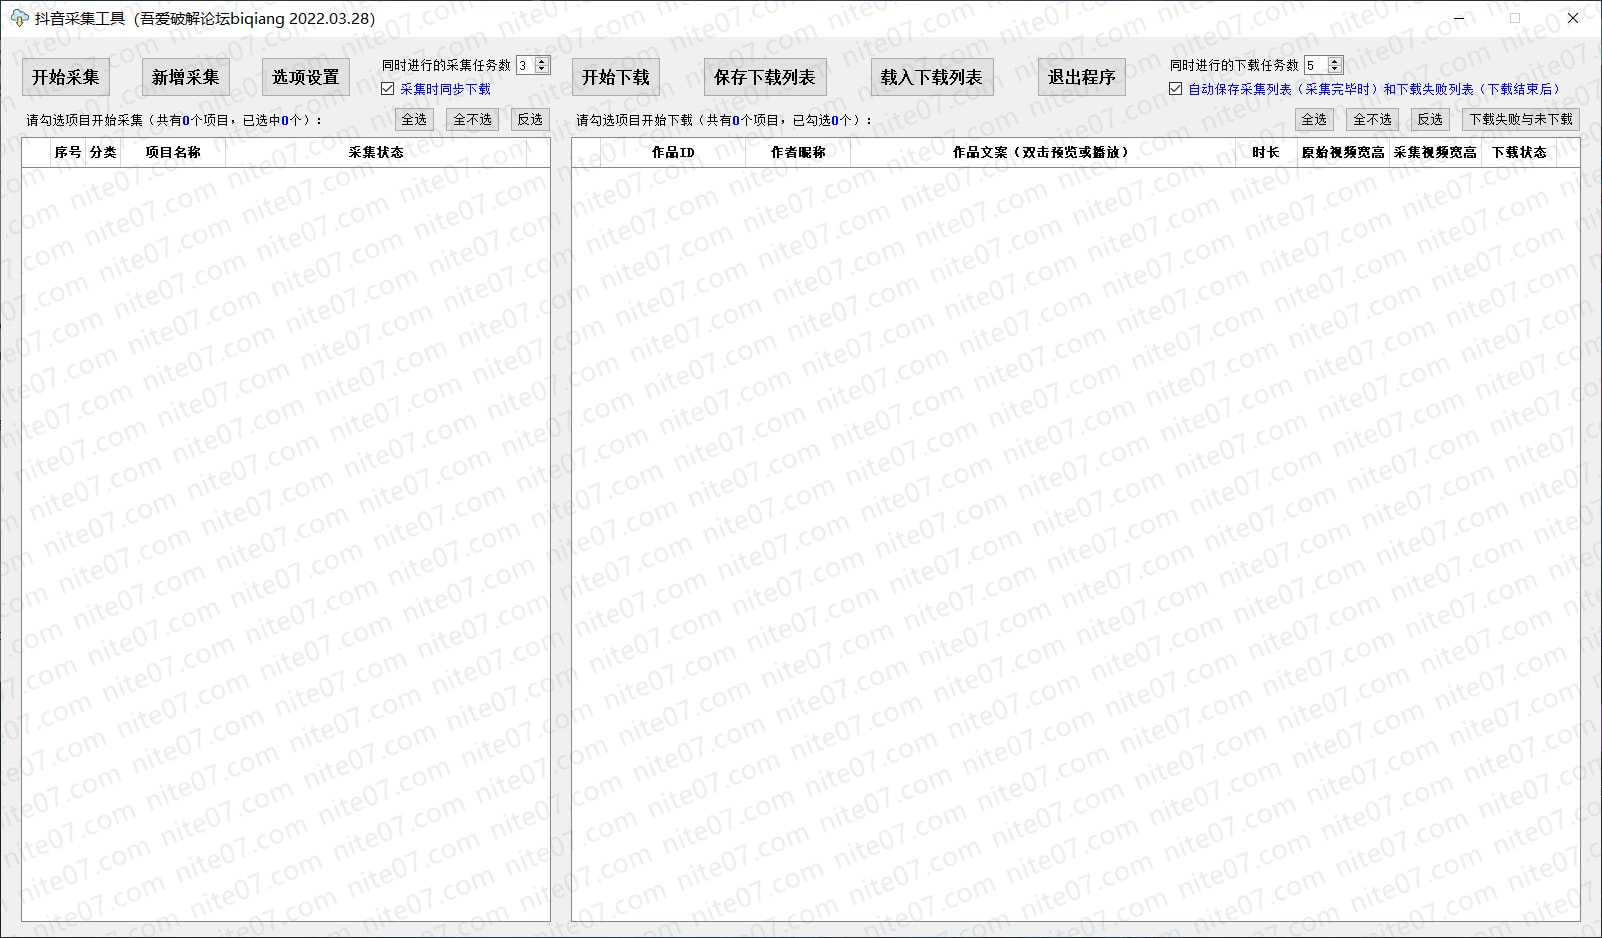 抖音采集工具（吾爱破解论坛biqiang 2022.03.28）
开始采集 新增采集 选项设置 同时进行的采集任务数 3
采集时同步下载
开始下载 保存下载列表 载入下载列表 退出程序 同时进行的下载任务数 5
自动保存采集列表（采集完毕时）和下载失败列表（下载结束后）
请勾选项目开始采集（共有0个项目，已选中0个）： 全选 全不选 反选
请勾选项目开始下载（共有0个项目，已勾选0个）： 全选 全不选 反选 下载失败与未下载
序号 分类 项目名称 采集状态
作品ID 作者昵称 作品文案（双击预览或播放） 时长 原始视频宽高 采集视频宽高 下载状态
nite07.com